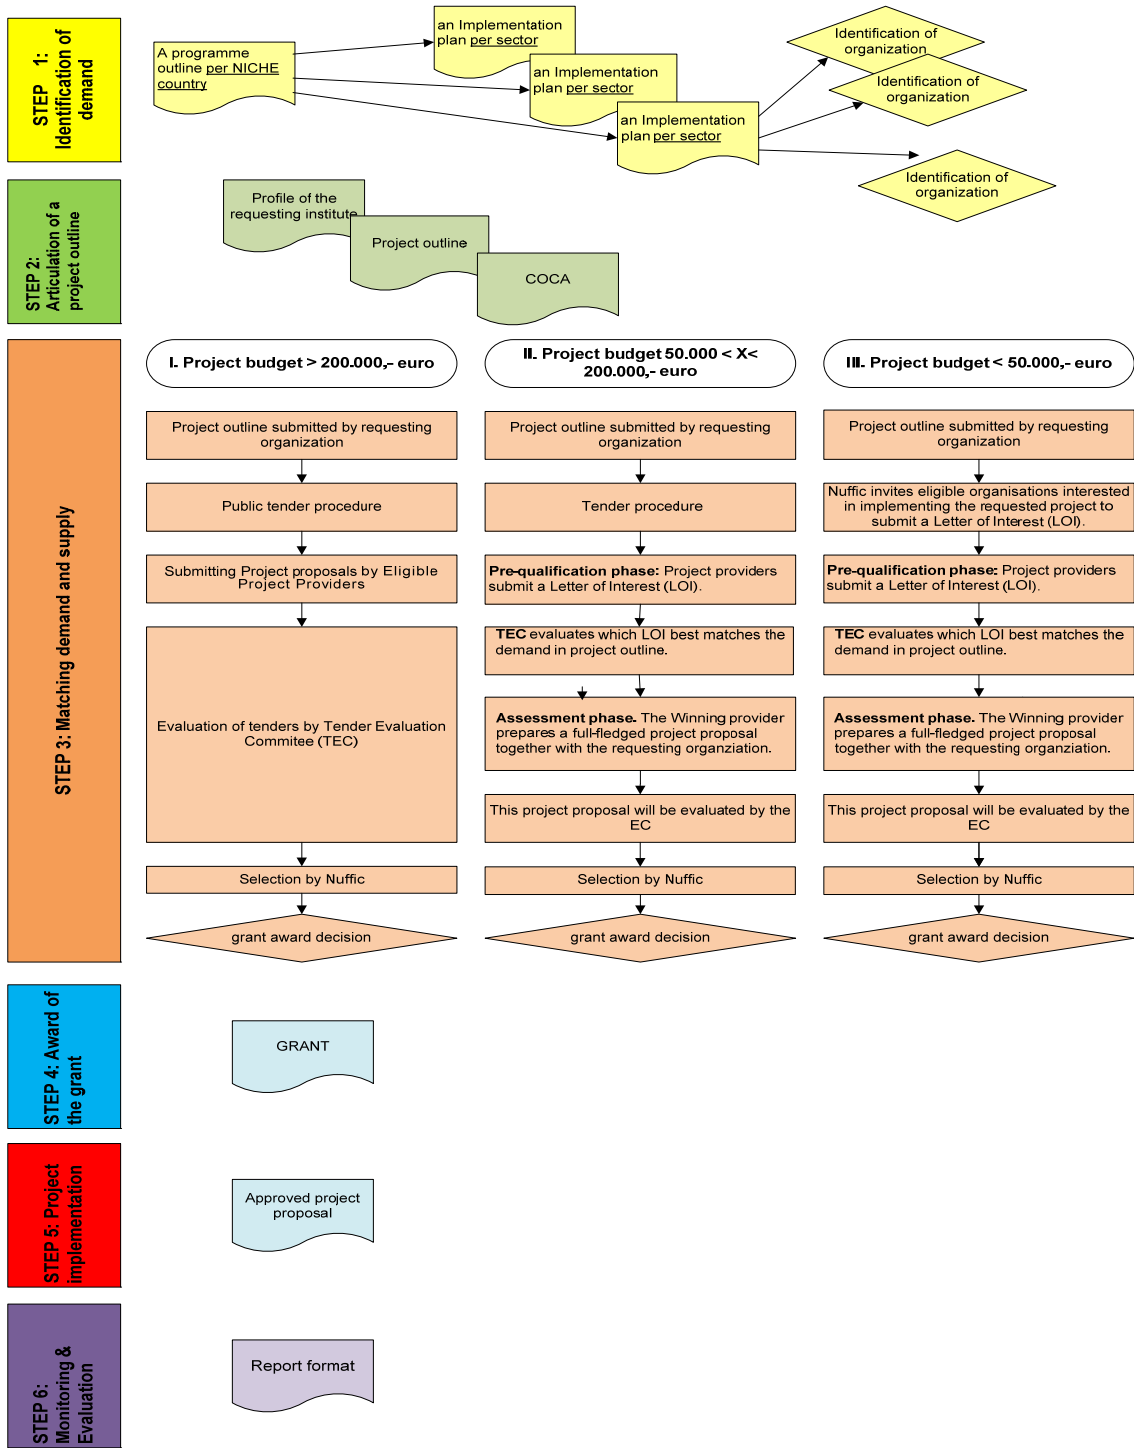 STEP 1:
Identification of
demand
A programme
outline per NICHE
country
an Implementation
plan per sector
an Implementation
plan per sector
an Implementation
plan per sector
Identification of
organization
Identification of
organization
Identification of
organization
STEP 2:
Articulation of a
project outline
Profile of the
requesting institute
Project outline
COCA
STEP 3: Matching demand and supply
I. Project budget > 200.000,- euro
Project outline submitted by requesting
organization
Public tender procedure
Submitting Project proposals by Eligible
Project Providers
Evaluation of tenders by Tender Evaluation
Commitee (TEC)
Selection by Nuffic
grant award decision
II. Project budget 50.000 < X<
200.000,- euro
Project outline submitted by requesting
organization
Tender procedure
Pre-qualification phase: Project providers
submit a Letter of Interest (LOI).
TEC evaluates which LOI best matches the
demand in project outline.
Assessment phase. The Winning provider
prepares a full-fledged project proposal
together with the requesting organziation.
This project proposal will be evaluated by the
EC
Selection by Nuffic
grant award decision
III. Project budget < 50.000,- euro
Project outline submitted by requesting
organization
Nuffic invites eligible organisations interested
in implementing the requested project to
submit a Letter of Interest (LOI).
Pre-qualification phase: Project providers
submit a Letter of Interest (LOI).
TEC evaluates which LOI best matches the
demand in project outline.
Assessment phase. The Winning provider
prepares a full-fledged project proposal
together with the requesting organziation.
This project proposal will be evaluated by the
EC
Selection by Nuffic
grant award decision
STEP 4: Award of
the grant
GRANT
STEP 5: Project
implementation
Approved project
proposal
STEP 6:
Monitoring &
Evaluation
Report format